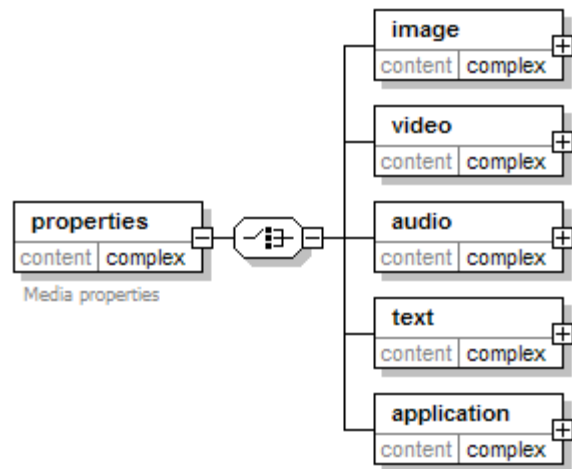 image
content complex
video
content complex
properties
content complex
Media properties
audio
content complex
text
content complex
application
content complex